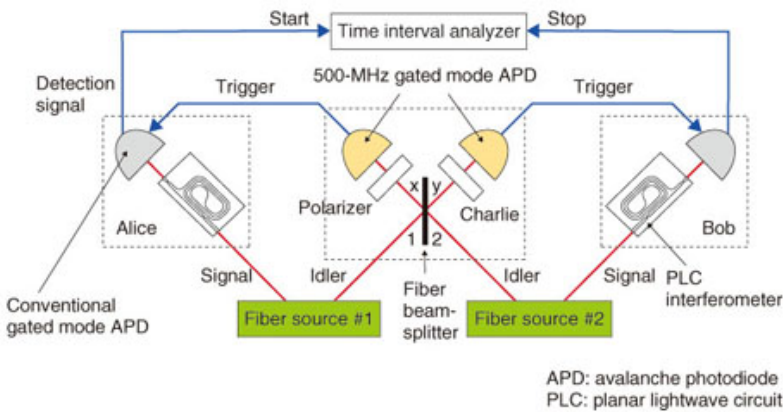 Start
Time interval analyzer
Stop
Detection
signal
Trigger
500-MHz gated mode APD
Trigger
x y
Polarizer
Charlie
Alice
Bob
1 2
Signal
Idler
Fiber
beam-
splitter
Idler
Signal
PLC
interferometer
Conventional
gated mode APD
Fiber source #1
Fiber source #2
APD: avalanche photodiode
PLC: planar lightwave circuit